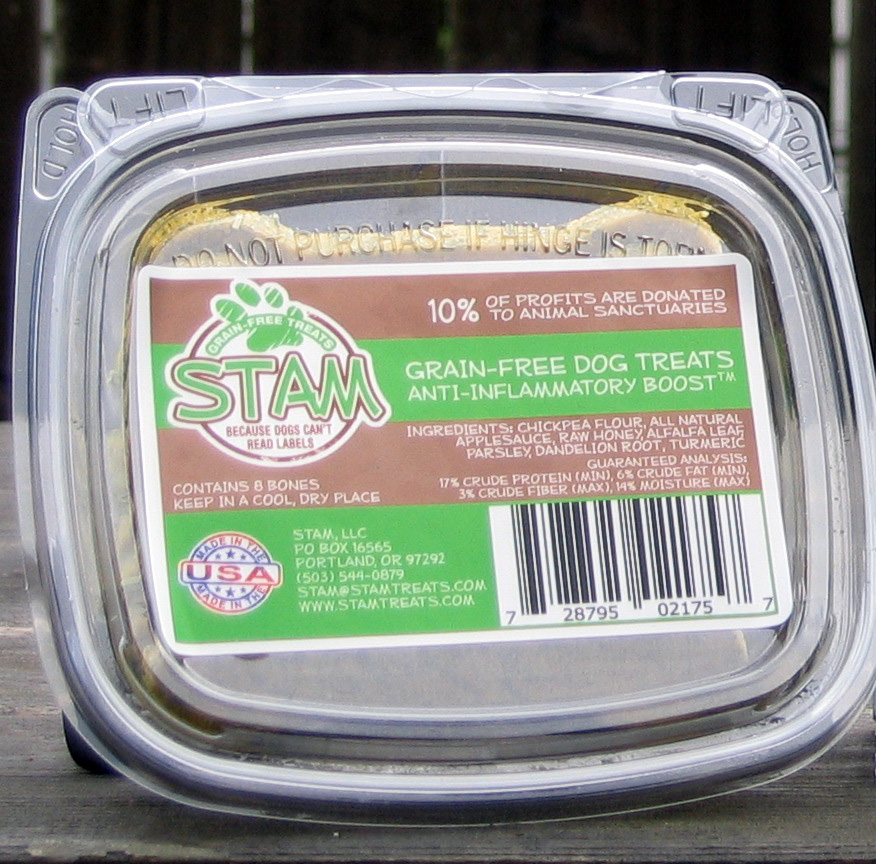 HOLD
LIFT
LIFT
HOLD
DO NOT PURCHASE IF HINGE IS TORN
GRAIN-FREE TREATS
STAM
BECAUSE DOGS CAN'T
READ LABELS
10% OF PROFITS ARE DONATED
TO ANIMAL SANCTUARIES
GRAIN-FREE DOG TREATS
ANTI-INFLAMMATORY BOOST™
INGREDIENTS: CHICKPEA FLOUR, ALL NATURAL
APPLESAUCE, RAW HONEY, ALFALFA LEAF,
PARSLEY, DANDELION ROOT, TURMERIC
GUARANTEED ANALYSIS:
17% CRUDE PROTEIN (MIN), 6% CRUDE FAT (MIN),
3% CRUDE FIBER (MAX), 14% MOISTURE (MAX)
CONTAINS 8 BONES
KEEP IN A COOL, DRY PLACE
MADE IN THE
USA
MADE IN THE
STAM, LLC
PO BOX 16565
PORTLAND, OR 97292
(503) 544-0879
STAM@STAMTREATS.COM
WWW.STAMTREATS.COM
7 28795 02175 7